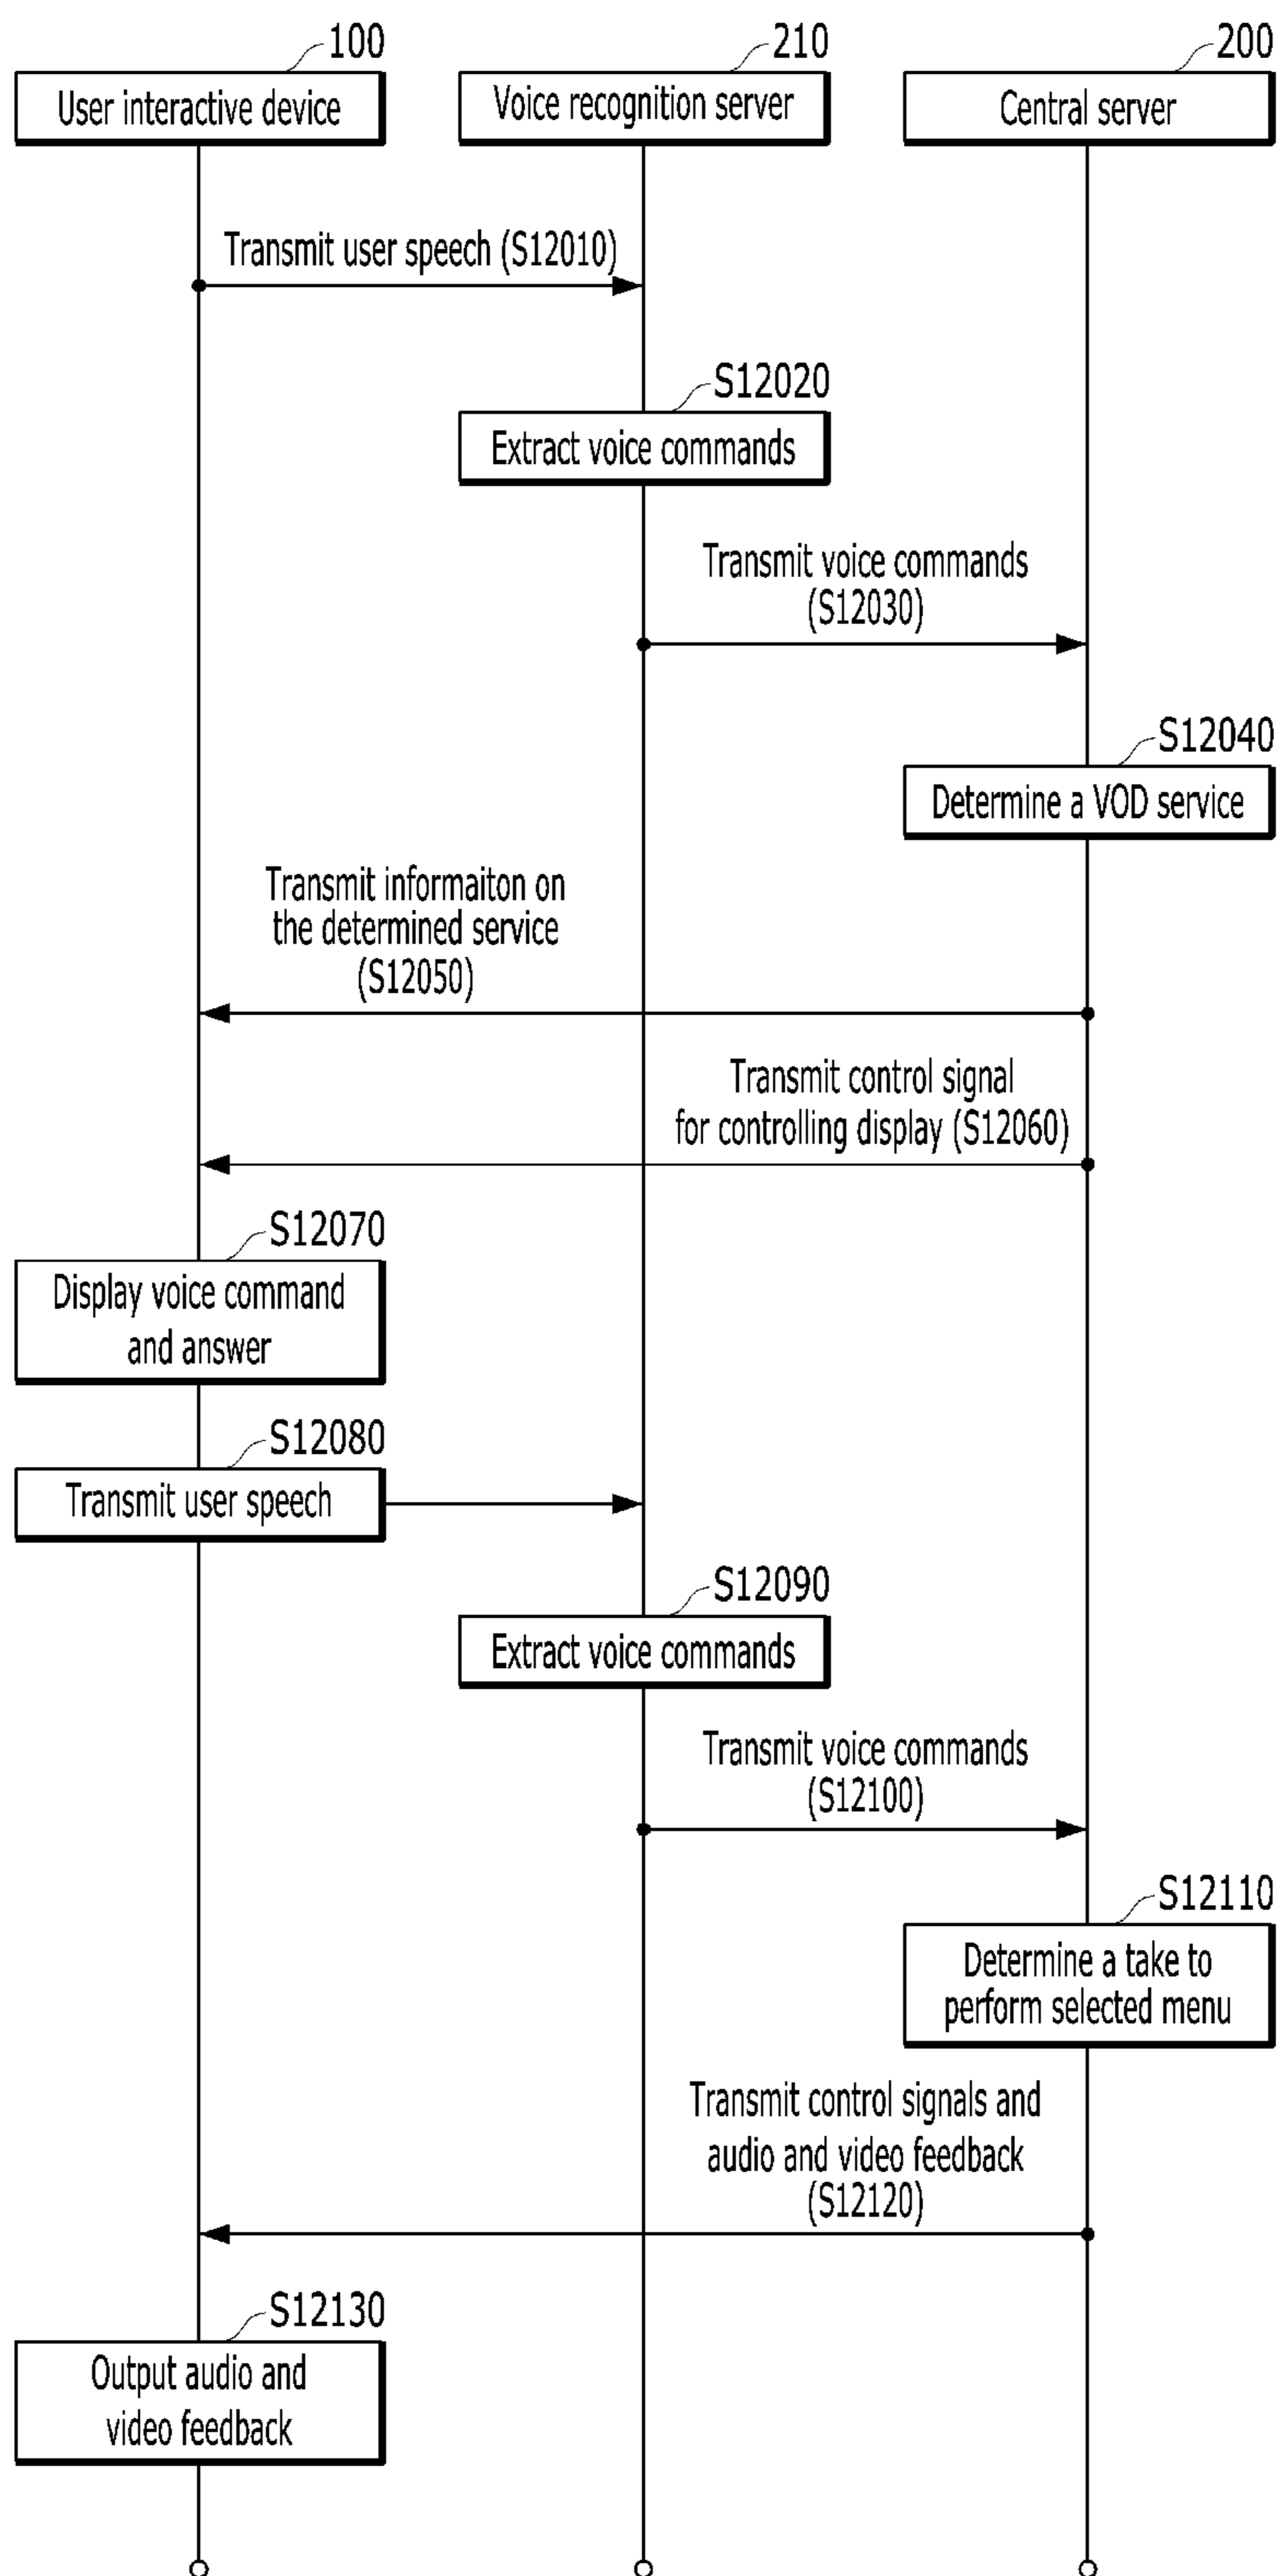 100
210
200
User interactive device
Voice recognition server
Central server
Transmit user speech (S12010)
S12020
Extract voice commands
Transmit voice commands
(S12030)
S12040
Determine a VOD service
Transmit informaiton on
the determined service
(S12050)
Transmit control signal
for controlling display (S12060)
S12070
Display voice command
and answer
S12080
Transmit user speech
S12090
Extract voice commands
Transmit voice commands
(S12100)
S12110
Determine a take to
perform selected menu
Transmit control signals and
audio and video feedback
(S12120)
S12130
Output audio and
video feedback